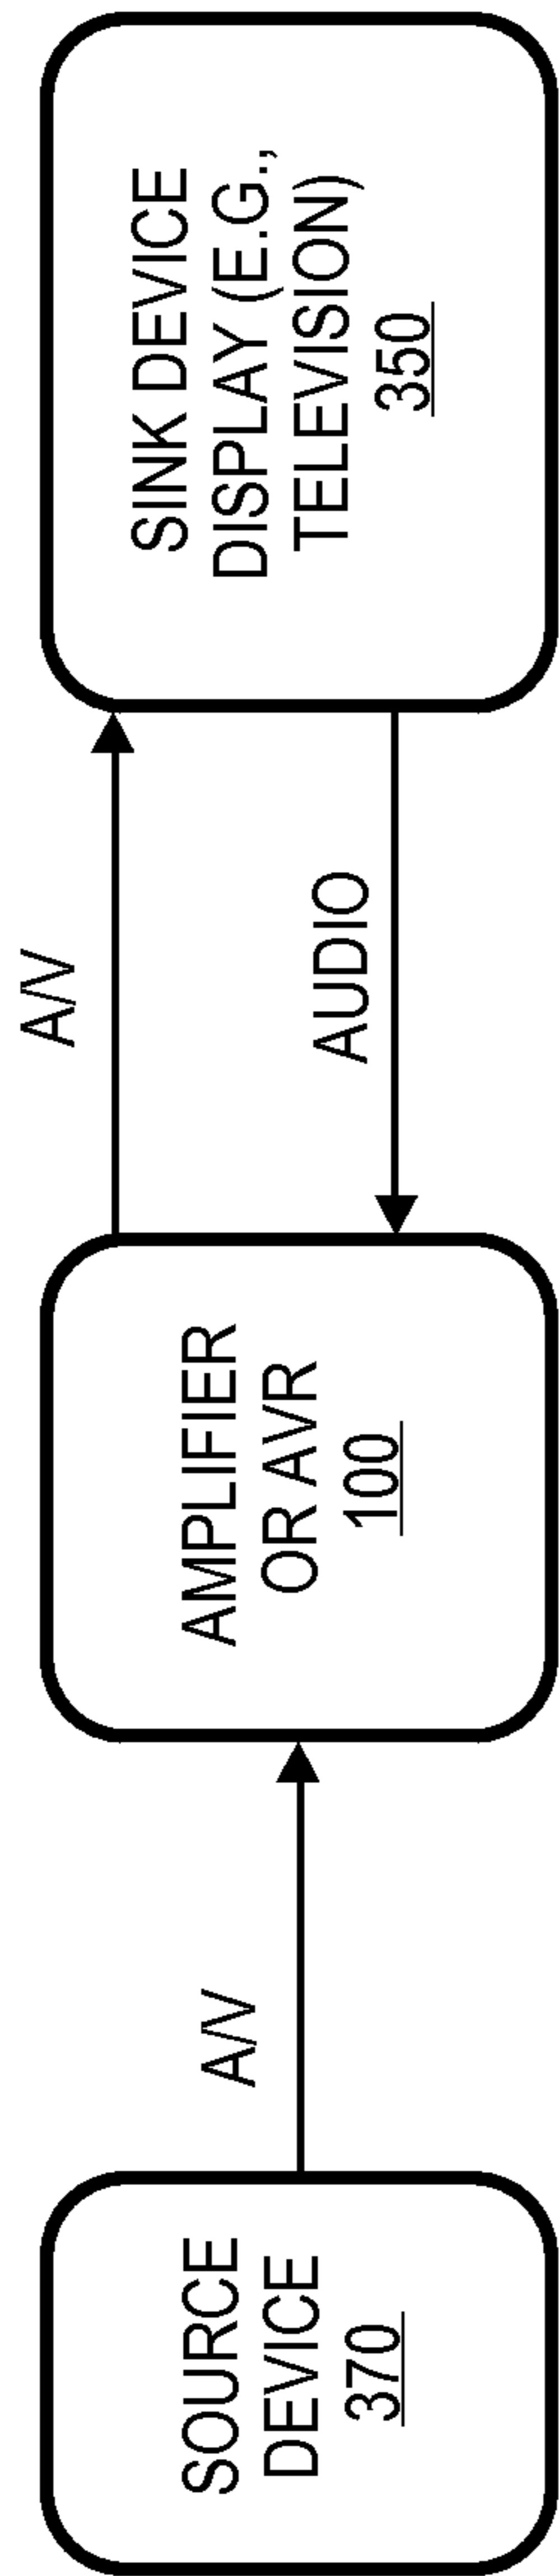 SOURCE
DEVICE
370
A/V
AMPLIFIER
OR AVR
100
A/V
AUDIO
SINK DEVICE
DISPLAY (E.G.,
TELEVISION)
350